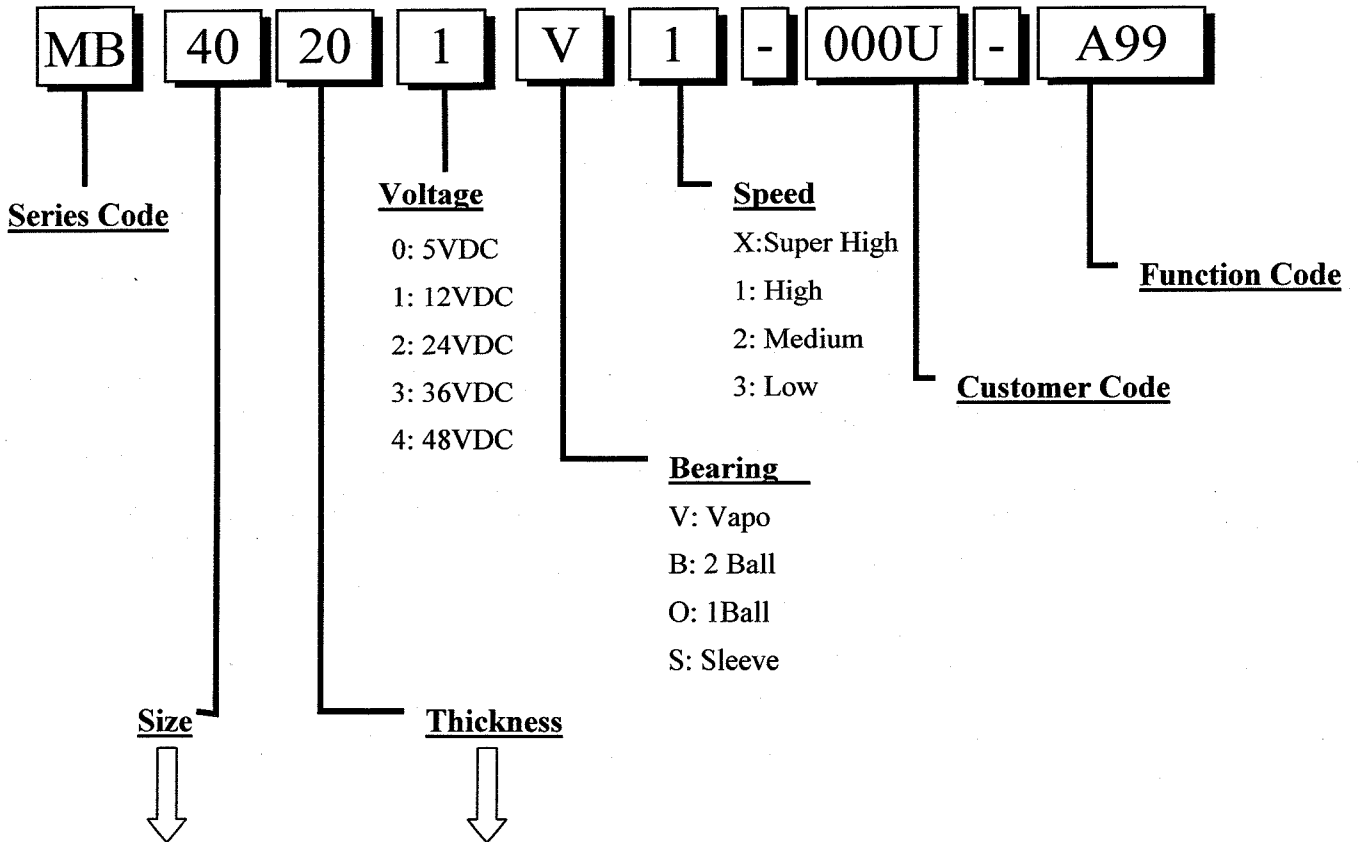 MB 40 20 1 V 1 - 000U - A99
Series Code
Voltage
0: 5VDC
1: 12VDC
2: 24VDC
3: 36VDC
4: 48VDC
Speed
X:Super High
1: High
2: Medium
3: Low
Function Code
Customer Code
Bearing
V: Vapo
B: 2 Ball
O: 1Ball
S: Sleeve
Size
Thickness